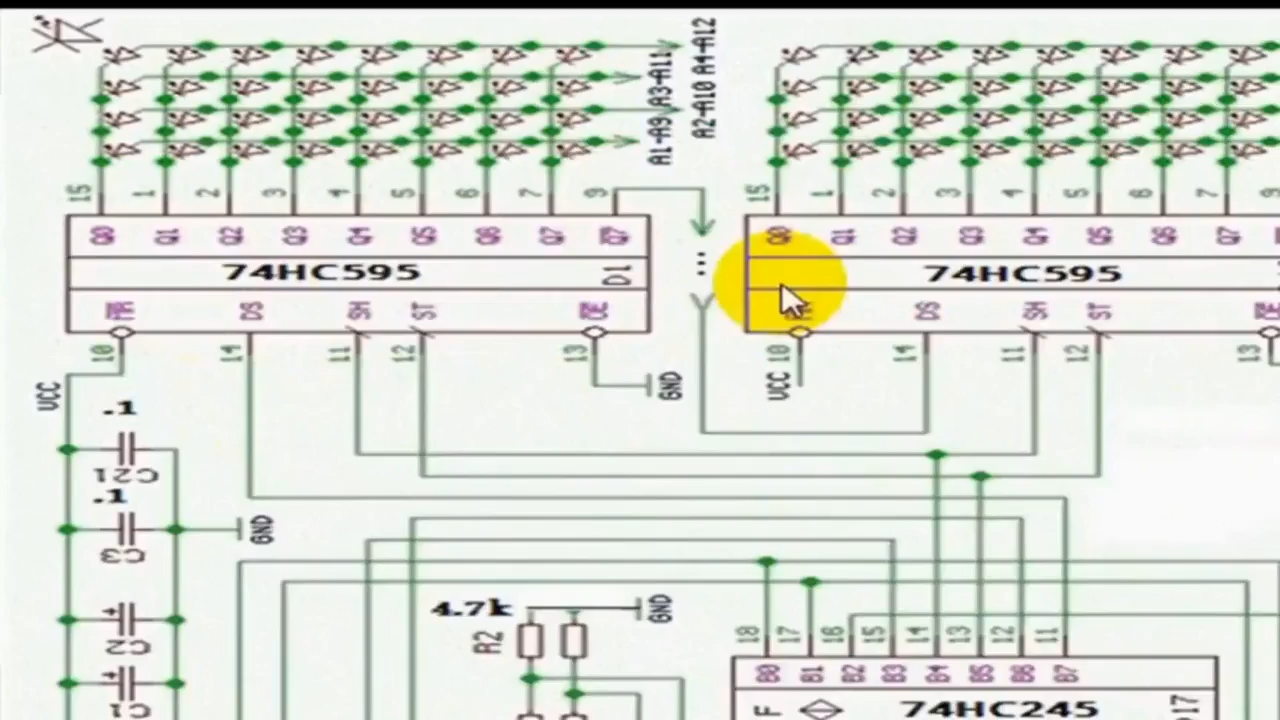 A1-A9 A3-A11
A2-A10 A4-A12
15 1 2 3 4 5 6 7 9
15 1 2 3 4 5 6 7
Q0 Q1 Q2 Q3 Q4 Q5 Q6 Q7 Q7
Q0 Q1 Q2 Q3 Q4 Q5 Q6 Q7
74HC595 D1
...
74HC595
MR DS SH ST OE
DS SH ST OE
10 14 11 12 13
10 14 11 12 13
VCC
GND
VCC
.1
C21
.1
C3
GND
C2
C1
4.7k
GND
R2
18 17 16 15 14 13 12 11
B0 B1 B2 B3 B4 B5 B6 B7
F 74HC245 17